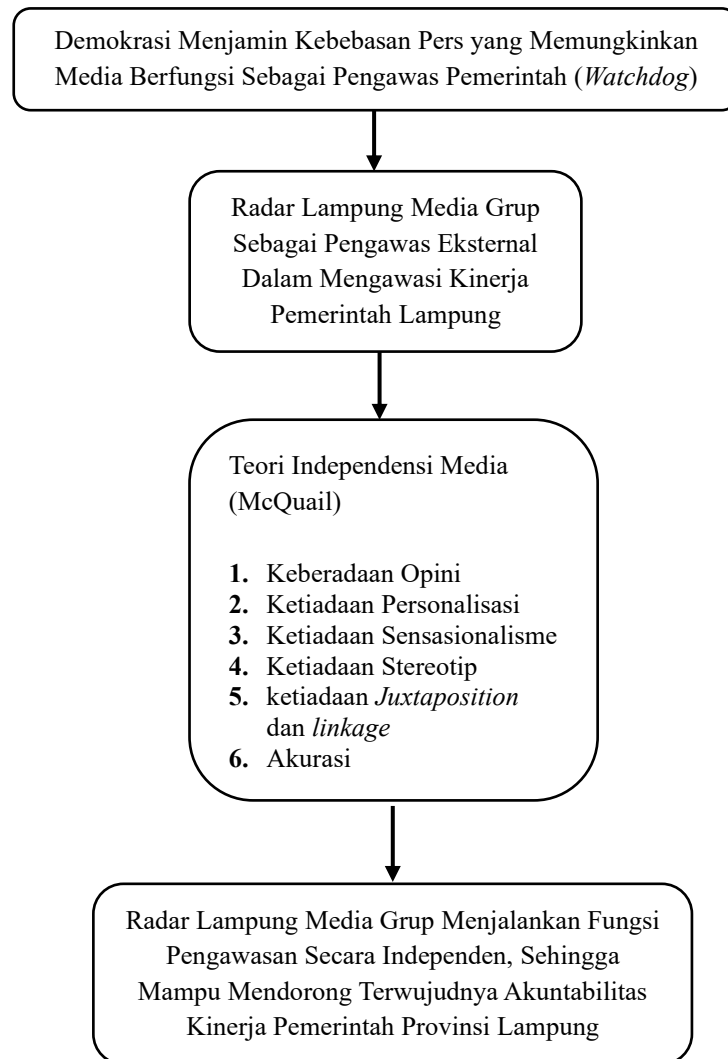 Demokrasi Menjamin Kebebasan Pers yang Memungkinkan
Media Berfungsi Sebagai Pengawas Pemerintah (Watchdog)
Radar Lampung Media Grup
Sebagai Pengawas Eksternal
Dalam Mengawasi Kinerja
Pemerintah Lampung
Teori Independensi Media
(McQuail)
1. Keberadaan Opini
2. Ketiadaan Personalisasi
3. Ketiadaan Sensasionalisme
4. Ketiadaan Stereotip
5. ketiadaan Juxtaposition
dan linkage
6. Akurasi
Radar Lampung Media Grup Menjalankan Fungsi
Pengawasan Secara Independen, Sehingga
Mampu Mendorong Terwujudnya Akuntabilitas
Kinerja Pemerintah Provinsi Lampung